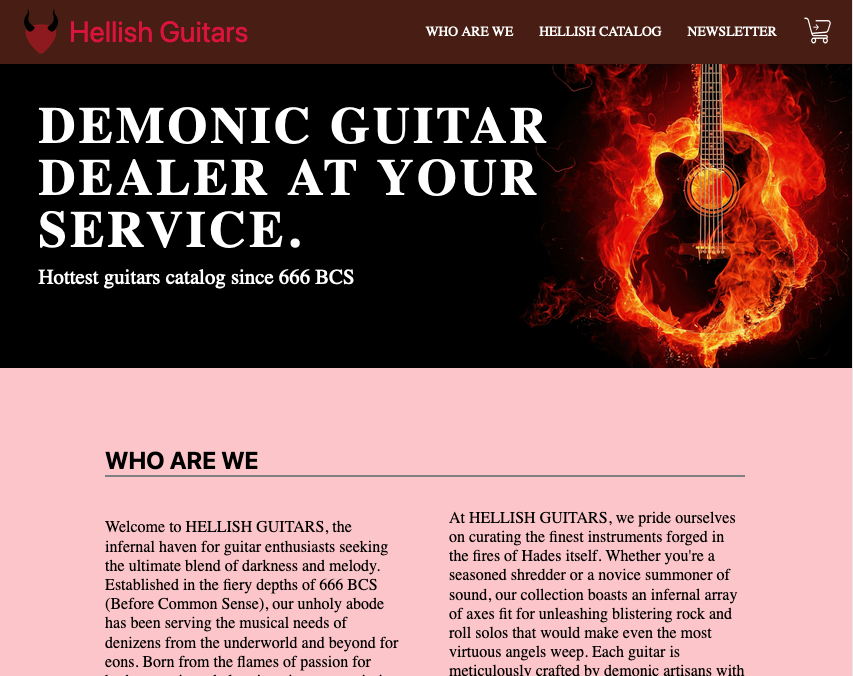 Hellish Guitars
WHO ARE WE
HELLISH CATALOG
NEWSLETTER
DEMONIC GUITAR
DEALER AT YOUR
SERVICE.
Hottest guitars catalog since 666 BCS
WHO ARE WE
Welcome to HELLISH GUITARS, the
infernal haven for guitar enthusiasts seeking
the ultimate blend of darkness and melody.
Established in the fiery depths of 666 BCS
(Before Common Sense), our unholy abode
has been serving the musical needs of
denizens from the underworld and beyond for
eons. Born from the flames of passion for
At HELLISH GUITARS, we pride ourselves
on curating the finest instruments forged in
the fires of Hades itself. Whether you're a
seasoned shredder or a novice summoner of
sound, our collection boasts an infernal array
of axes fit for unleashing blistering rock and
roll solos that would make even the most
virtuous angels weep. Each guitar is
meticulously crafted by demonic artisans with